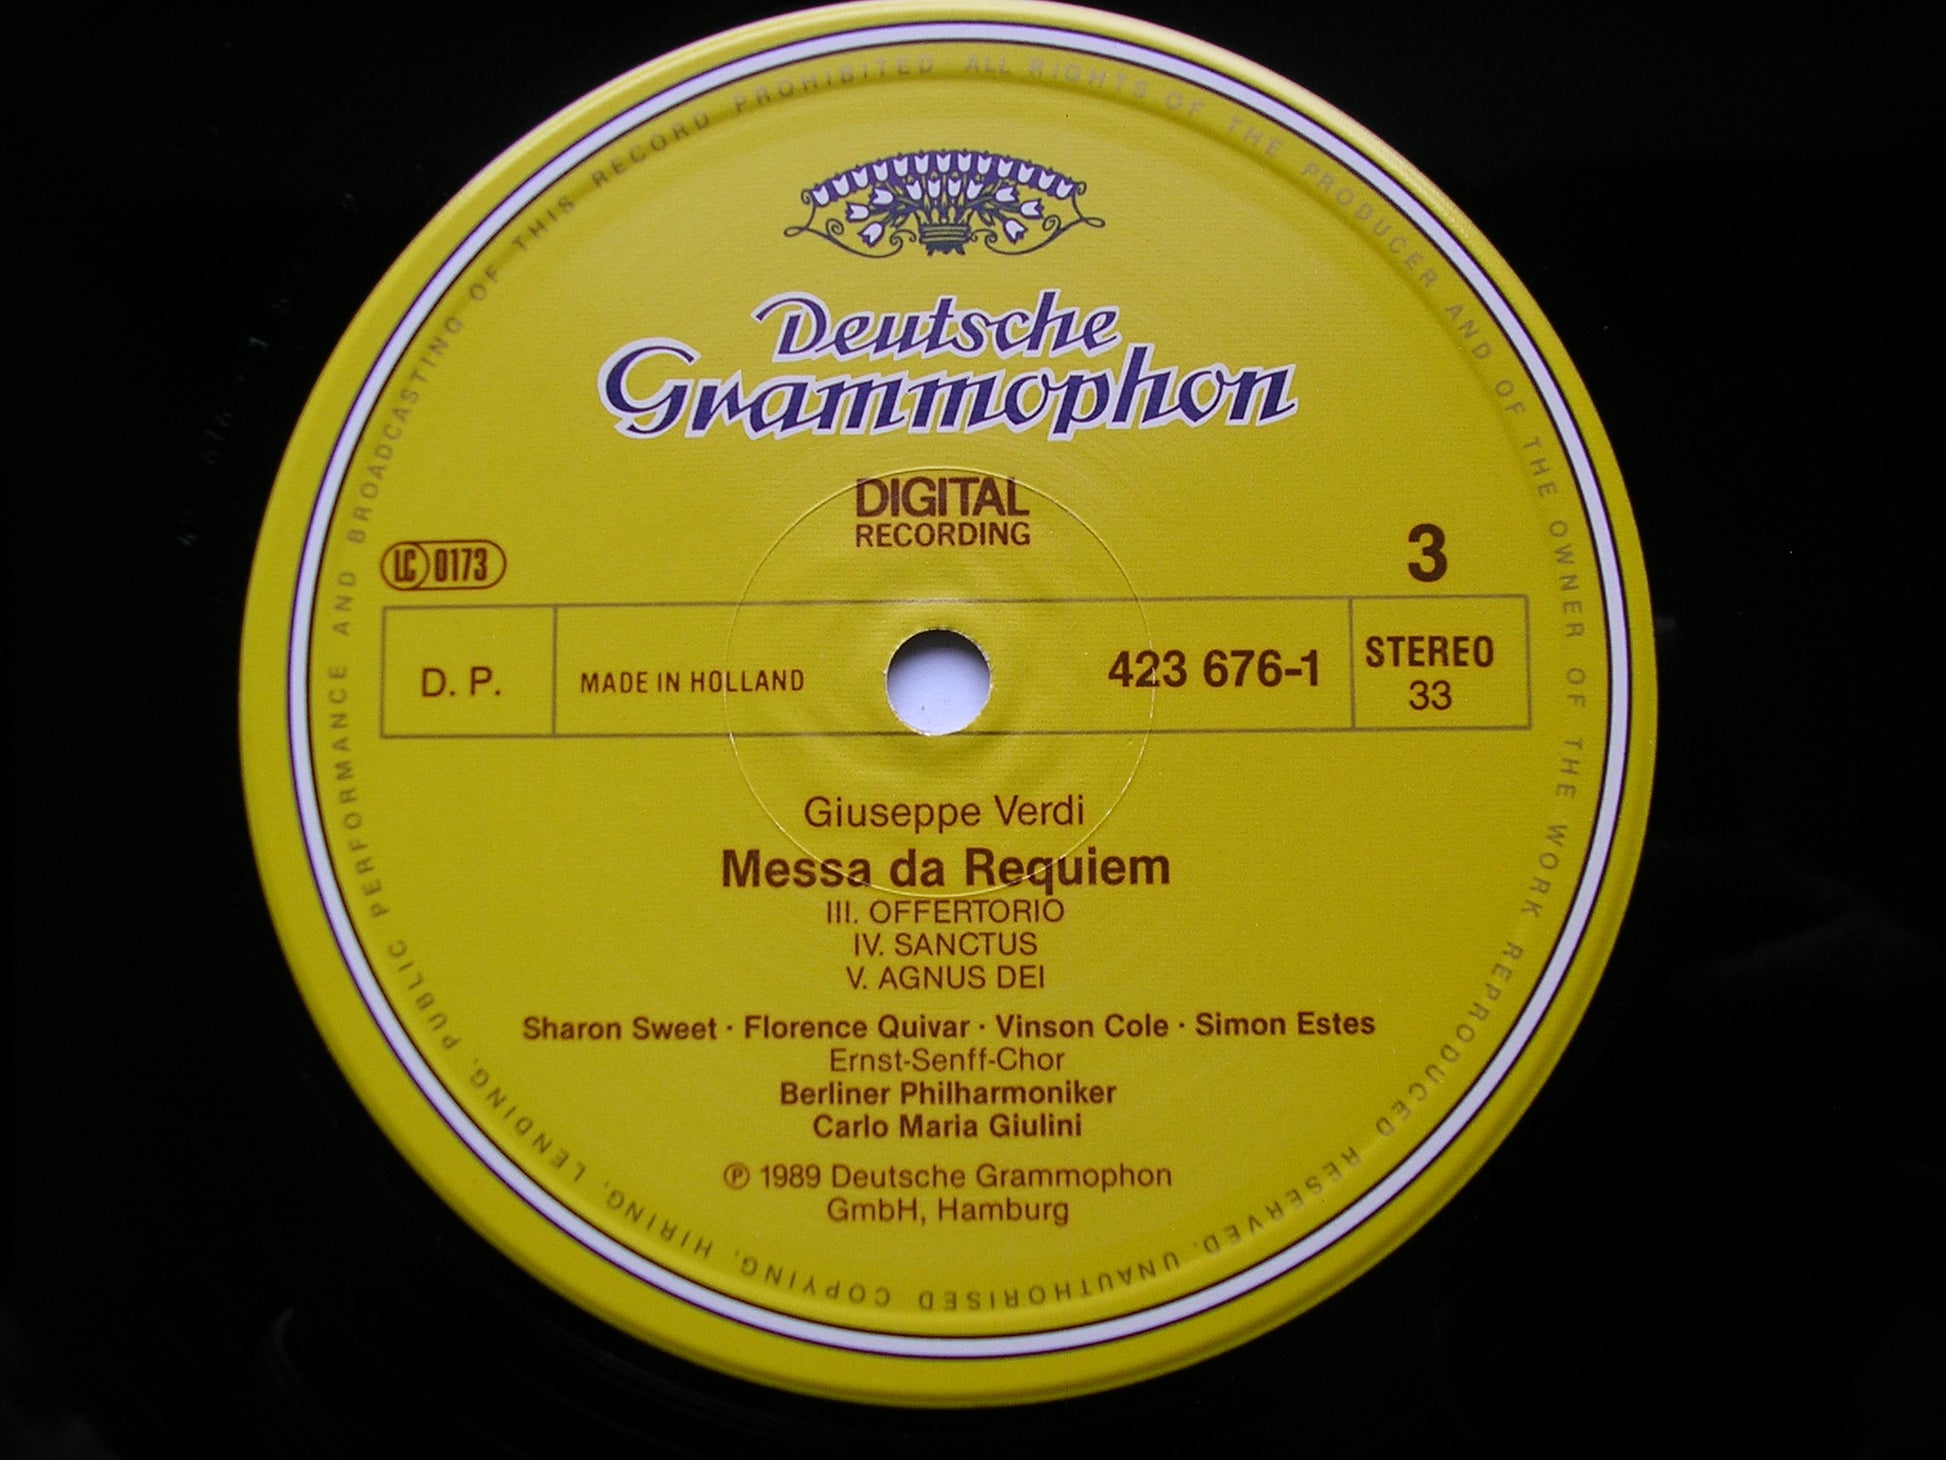 ALL RIGHTS OF THE PRODUCER AND OF THE OWNER OF THE WORK REPRODUCED RESERVED. UNAUTHORISED COPYING, HIRING, LENDING, PUBLIC PERFORMANCE AND BROADCASTING OF THIS RECORD PROHIBITED
Deutsche
Grammophon
DIGITAL
RECORDING
LC 0173
3
D. P.
MADE IN HOLLAND
423 676-1
STEREO
33
Giuseppe Verdi
Messa da Requiem
III. OFFERTORIO
IV. SANCTUS
V. AGNUS DEI
Sharon Sweet · Florence Quivar · Vinson Cole · Simon Estes
Ernst-Senff-Chor
Berliner Philharmoniker
Carlo Maria Giulini
℗ 1989 Deutsche Grammophon
GmbH, Hamburg